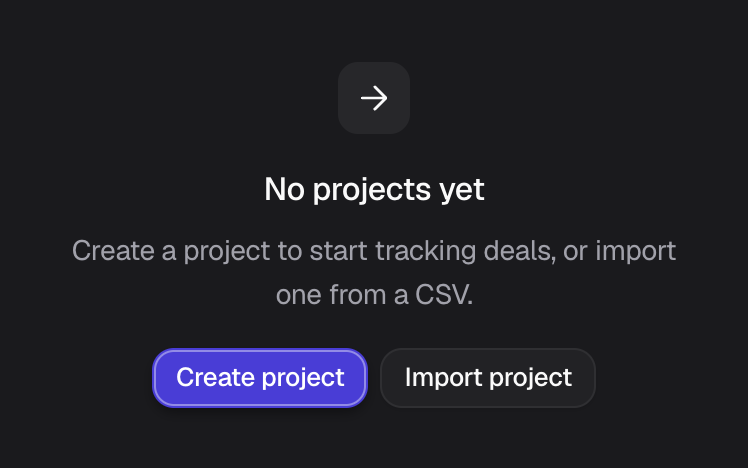 No projects yet
Create a project to start tracking deals, or import
one from a CSV.
Create project
Import project